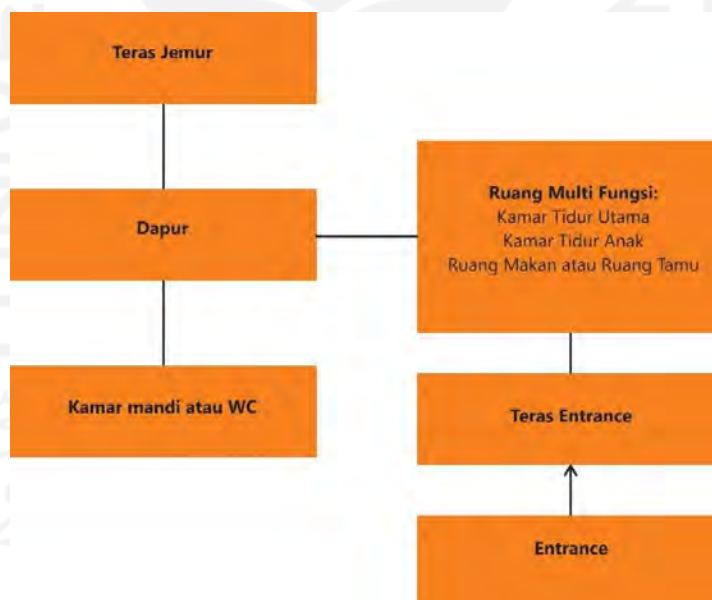 Teras Jemur
Dapur
Kamar mandi atau WC
Ruang Multi Fungsi:
Kamar Tidur Utama
Kamar Tidur Anak
Ruang Makan atau Ruang Tamu
Teras Entrance
Entrance